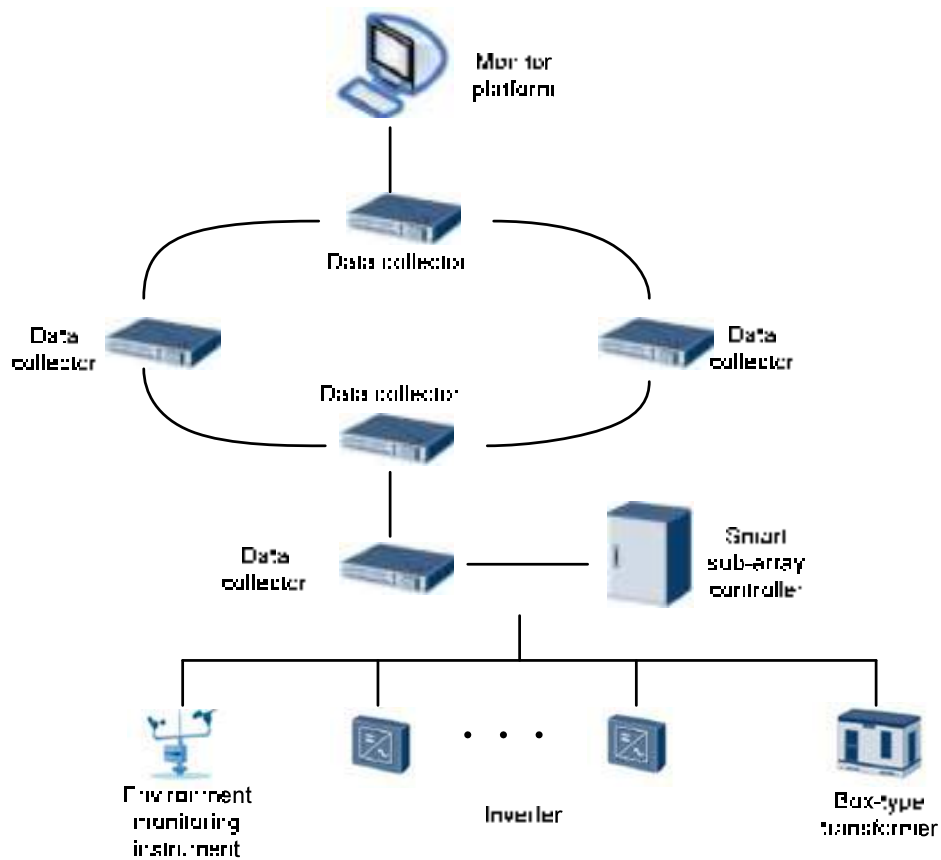 Monitor
platform
Data collector
Data
collector
Data
collector
Data collector
Data
collector
Smart
sub-array
controller
Environment
monitoring
instrument
Inverter
Box-type
transformer